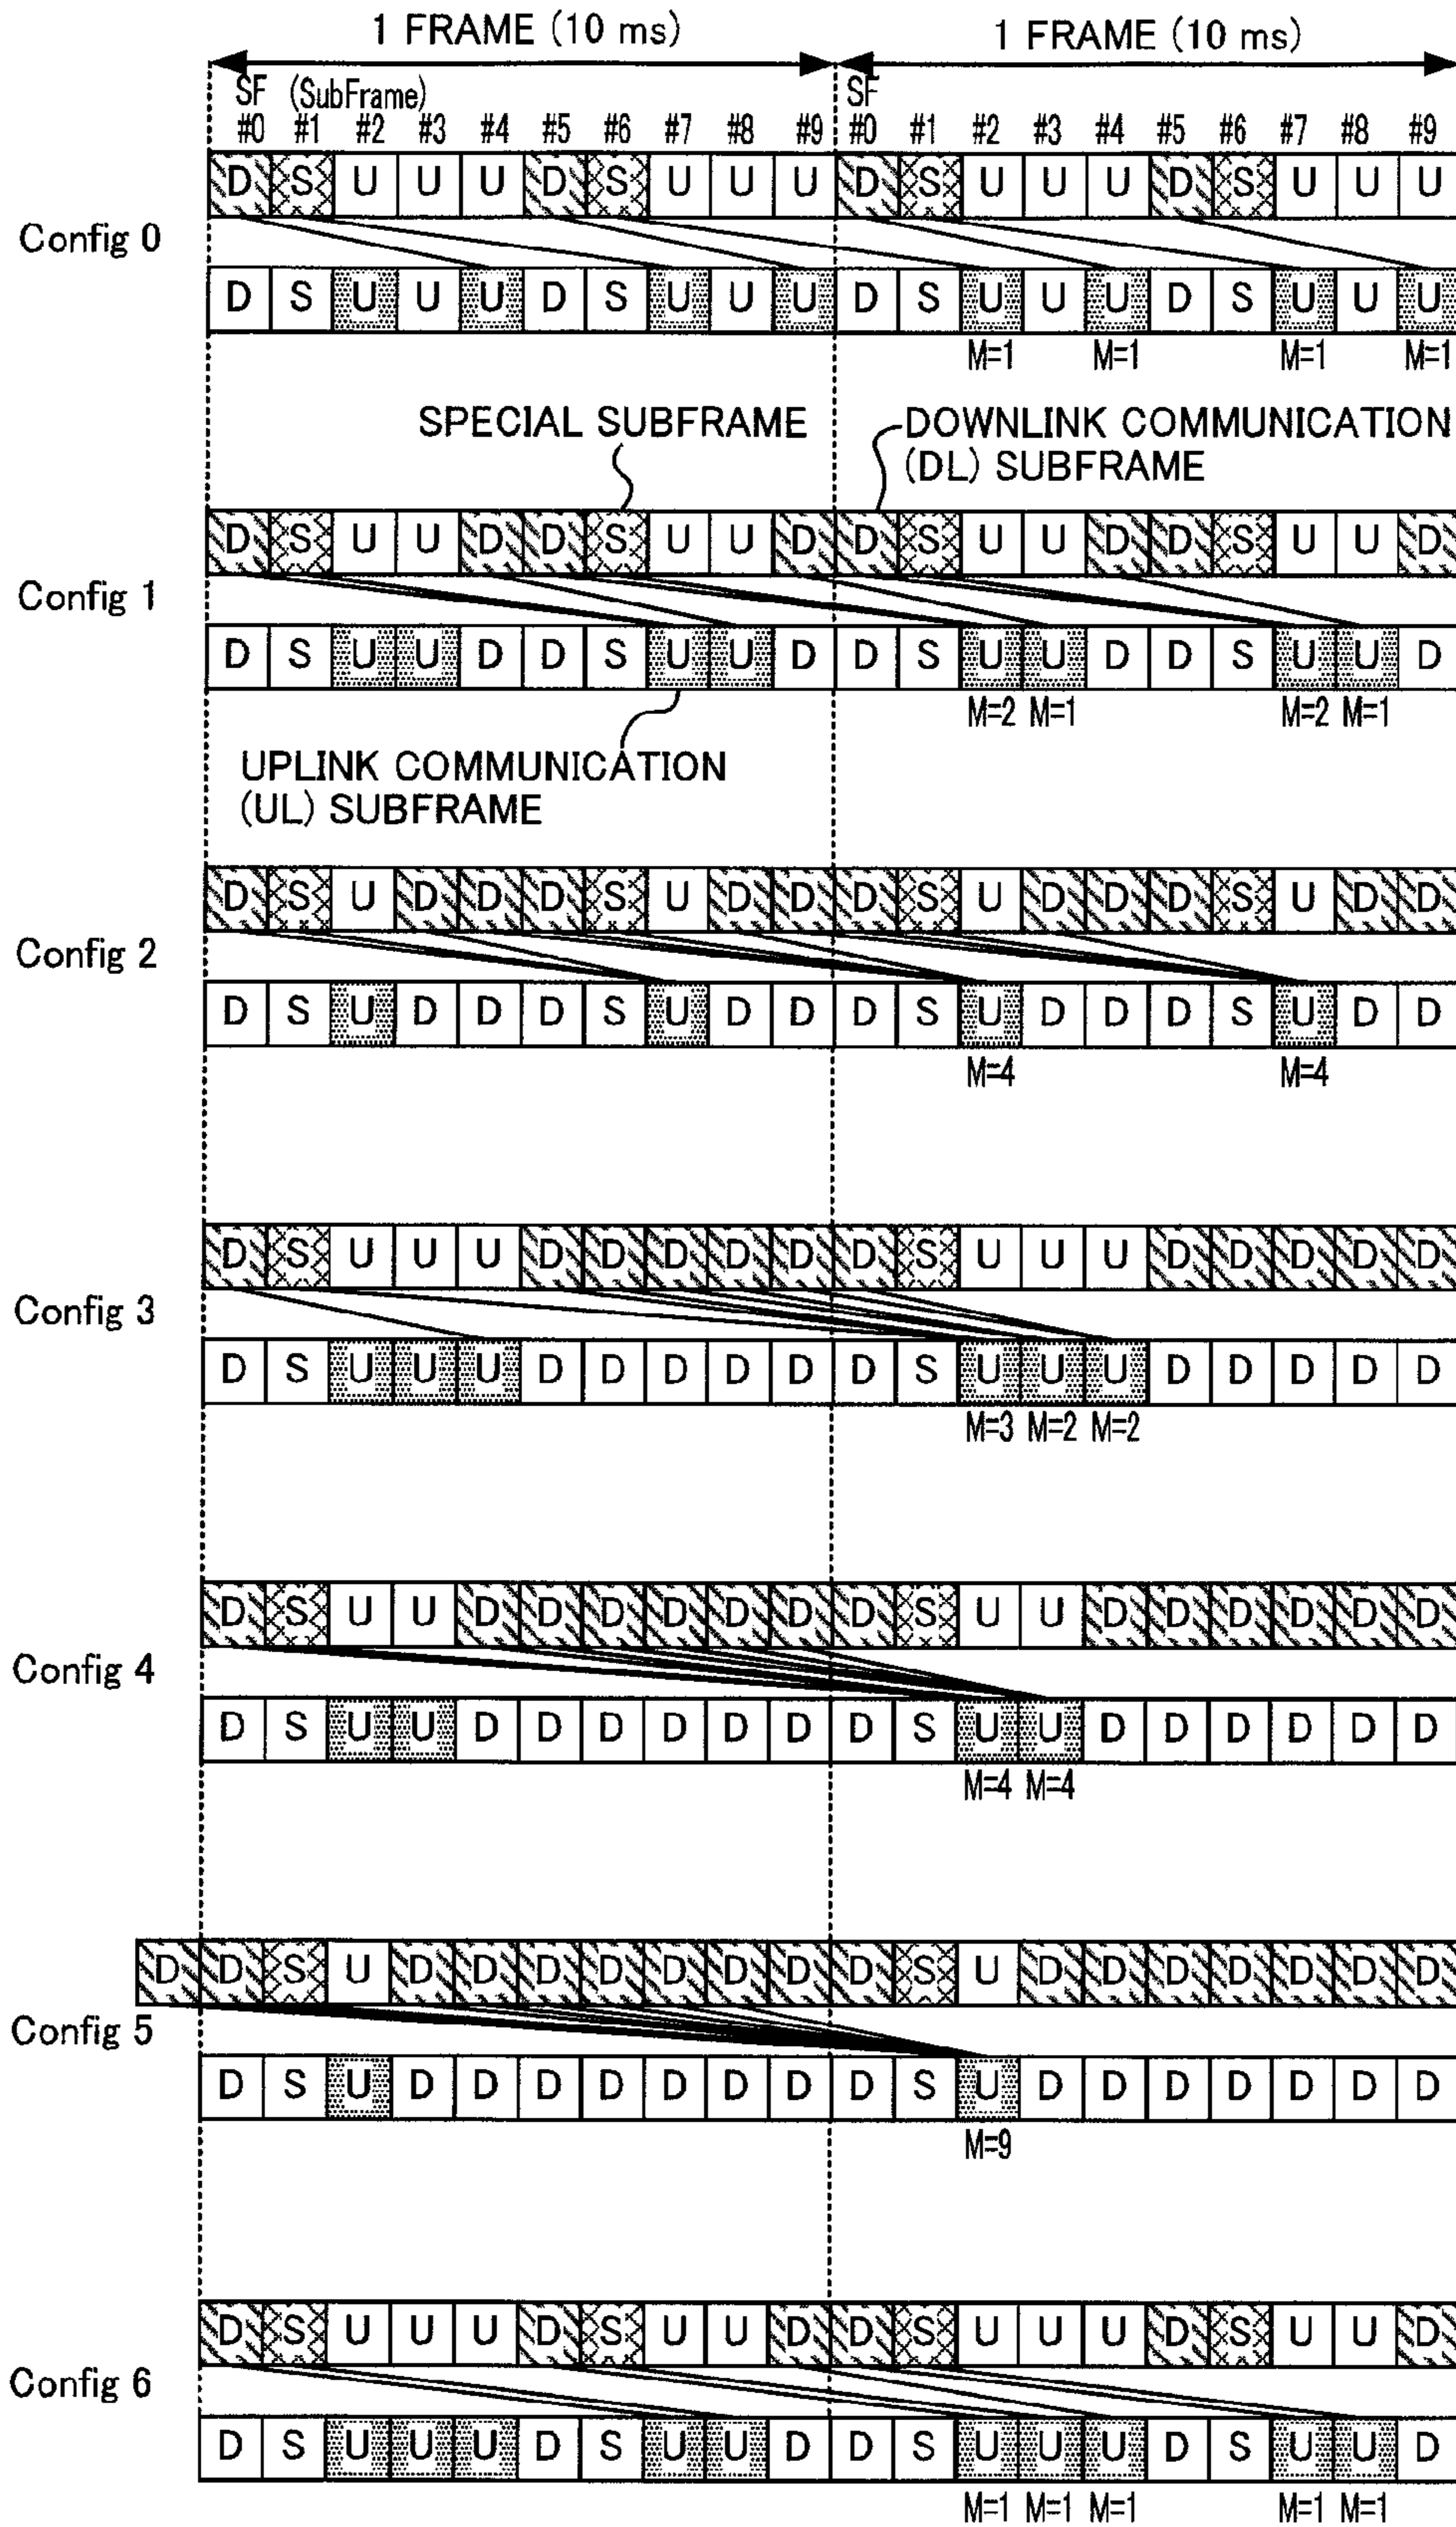 1 FRAME (10 ms) 1 FRAME (10 ms)
SF (SubFrame) SF
#0 #1 #2 #3 #4 #5 #6 #7 #8 #9 #0 #1 #2 #3 #4 #5 #6 #7 #8 #9
D S U U U D S U U U D S U U U D S U U U
Config 0
D S U U U D S U U U D S U U U D S U U U
M=1 M=1 M=1 M=1
SPECIAL SUBFRAME
DOWNLINK COMMUNICATION
(DL) SUBFRAME
D S U U D D S U U D D S U U D D S U U D
Config 1
D S U U D D S U U D D S U U D D S U U D
M=2 M=1 M=2 M=1
UPLINK COMMUNICATION
(UL) SUBFRAME
D S U D D D S U D D D S U D D D S U D D
Config 2
D S U D D D S U D D D S U D D D S U D D
M=4 M=4
D S U U U D D D D D D S U U U D D D D D
Config 3
D S U U U D D D D D D S U U U D D D D D
M=3 M=2 M=2
D S U U D D D D D D D S U U D D D D D D
Config 4
D S U U D D D D D D D S U U D D D D D D
M=4 M=4
D D S U D D D D D D D D S U D D D D D D D
Config 5
D S U D D D D D D D D S U D D D D D D D
M=9
D S U U U D S U U D D S U U U D S U U D
Config 6
D S U U U D S U U D D S U U U D S U U D
M=1 M=1 M=1 M=1 M=1